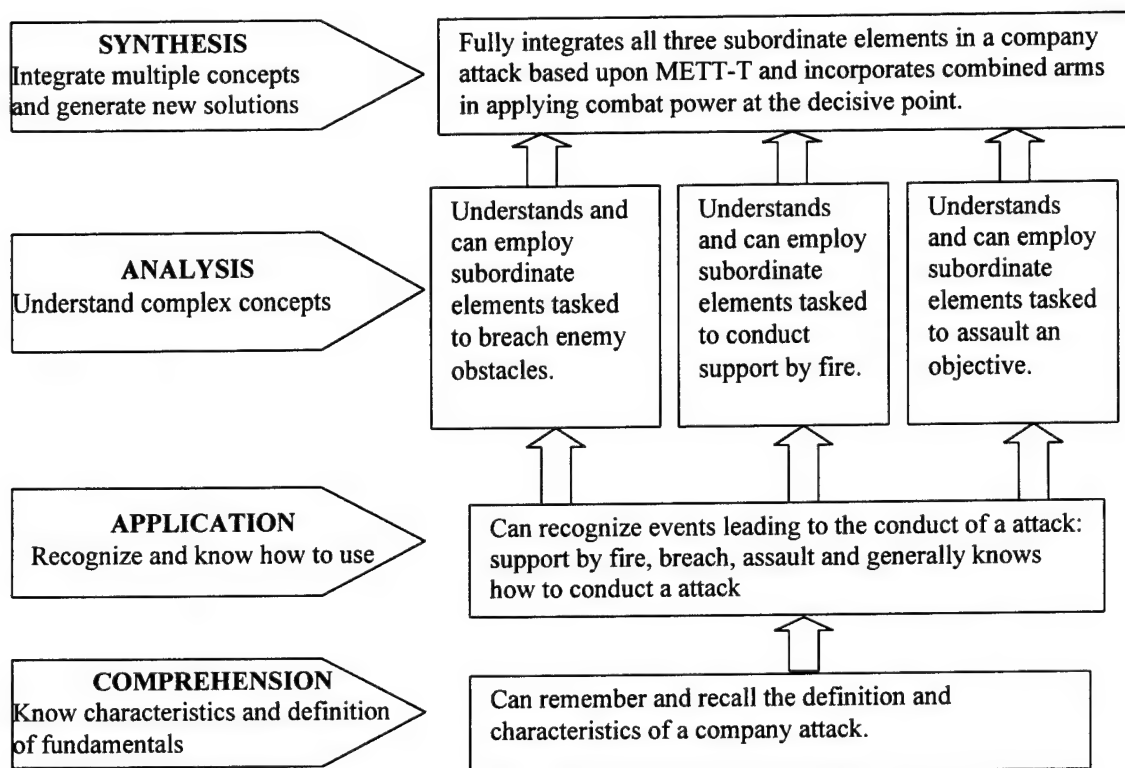 SYNTHESIS
Integrate multiple concepts
and generate new solutions
Fully integrates all three subordinate elements in a company
attack based upon METT-T and incorporates combined arms
in applying combat power at the decisive point.
ANALYSIS
Understand complex concepts
Understands and
can employ
subordinate
elements tasked
to breach enemy
obstacles.
Understands
and can employ
subordinate
elements tasked
to conduct
support by fire.
Understands
and can employ
subordinate
elements tasked
to assault an
objective.
APPLICATION
Recognize and know how to use
Can recognize events leading to the conduct of a attack:
support by fire, breach, assault and generally knows
how to conduct a attack
COMPREHENSION
Know characteristics and definition
of fundamentals
Can remember and recall the definition and
characteristics of a company attack.